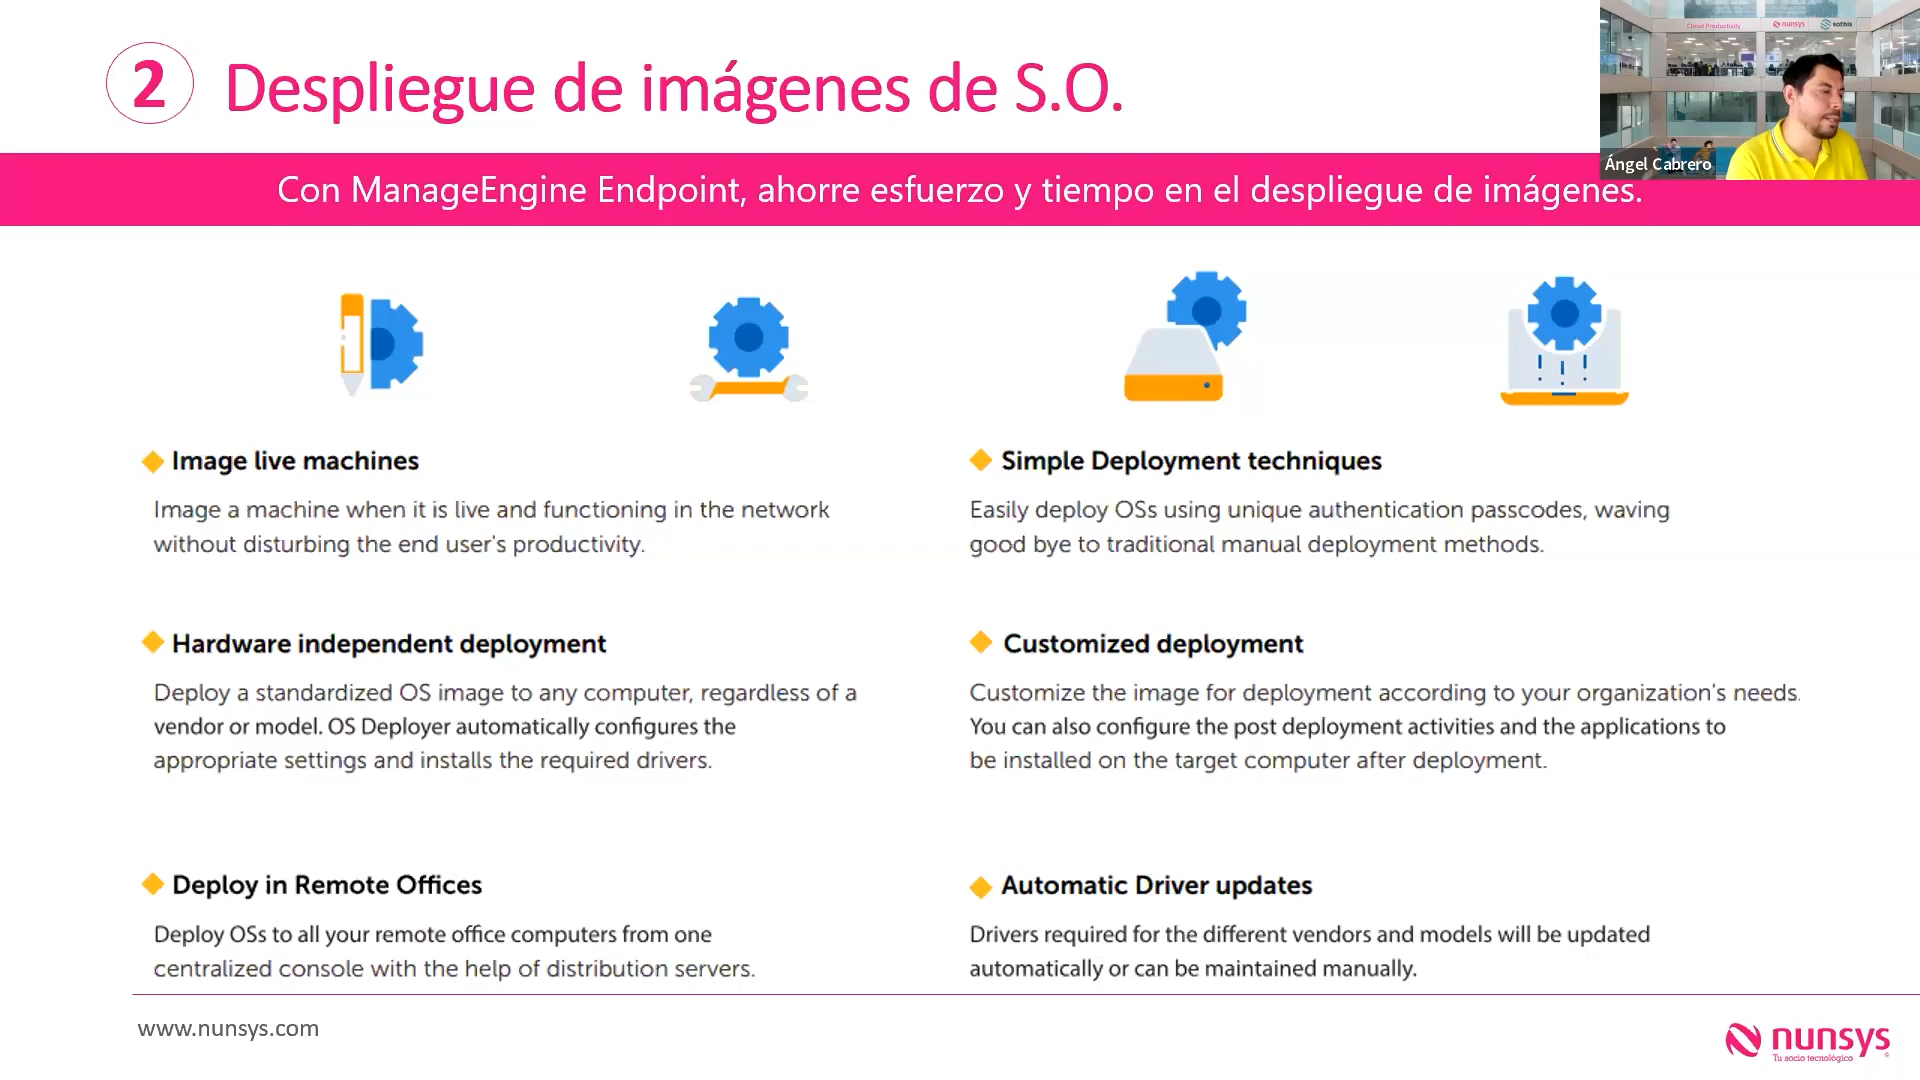 2
Despliegue de imágenes de S.O.
Cloud Productivity
nunsys
sothis
Ángel Cabrero
Con ManageEngine Endpoint, ahorre esfuerzo y tiempo en el despliegue de imágenes.
Image live machines
Image a machine when it is live and functioning in the network
without disturbing the end user's productivity.
Simple Deployment techniques
Easily deploy OSs using unique authentication passcodes, waving
good bye to traditional manual deployment methods.
Hardware independent deployment
Deploy a standardized OS image to any computer, regardless of a
vendor or model. OS Deployer automatically configures the
appropriate settings and installs the required drivers.
Customized deployment
Customize the image for deployment according to your organization's needs.
You can also configure the post deployment activities and the applications to
be installed on the target computer after deployment.
Deploy in Remote Offices
Deploy OSs to all your remote office computers from one
centralized console with the help of distribution servers.
Automatic Driver updates
Drivers required for the different vendors and models will be updated
automatically or can be maintained manually.
www.nunsys.com
nunsys
Tu socio tecnológico